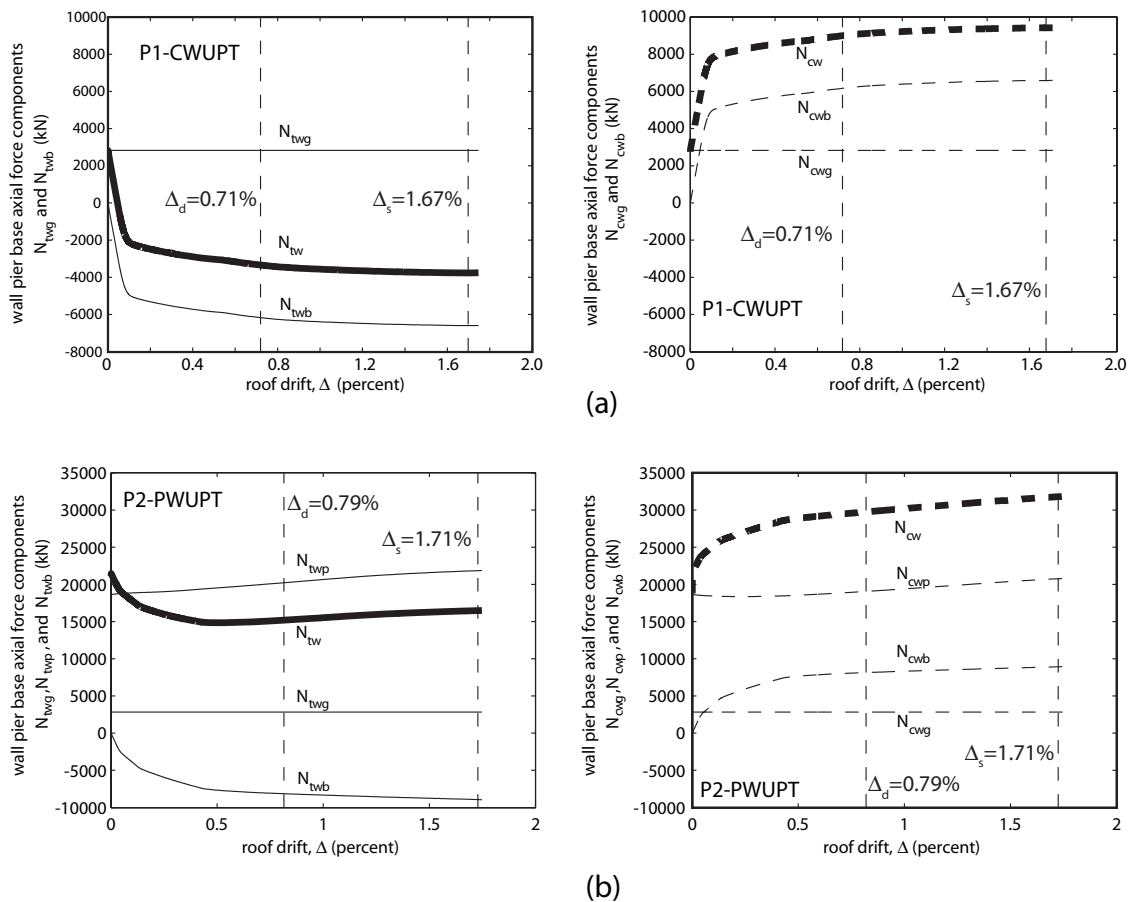 wall pier base axial force components
N_twg and N_twb (kN)
10000
8000
6000
4000
2000
0
-2000
-4000
-6000
-8000
P1-CWUPT
N_twg
Δ_d=0.71%
Δ_s=1.67%
N_tw
N_twb
0
0.4
0.8
1.2
1.6
2.0
roof drift, Δ (percent)
wall pier base axial force components
N_cwg and N_cwb (kN)
10000
8000
6000
4000
2000
0
-2000
-4000
-6000
-8000
N_cw
N_cwb
N_cwg
Δ_d=0.71%
Δ_s=1.67%
P1-CWUPT
0
0.4
0.8
1.2
1.6
2.0
roof drift, Δ (percent)
(a)
wall pier base axial force components
N_twg, N_twp, and N_twb (kN)
35000
30000
25000
20000
15000
10000
5000
0
-5000
-10000
P2-PWUPT
Δ_d=0.79%
Δ_s=1.71%
N_twp
N_tw
N_twg
N_twb
0
0.5
1
1.5
2
roof drift, Δ (percent)
wall pier base axial force components
N_cwg, N_cwp, and N_cwb (kN)
35000
30000
25000
20000
15000
10000
5000
0
-5000
-10000
N_cw
N_cwp
N_cwb
N_cwg
Δ_s=1.71%
Δ_d=0.79%
P2-PWUPT
0
0.5
1
1.5
2
roof drift, Δ (percent)
(b)